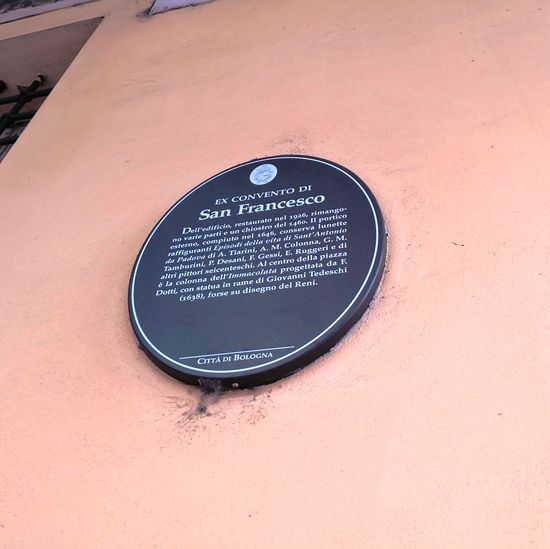 EX CONVENTO DI
San Francesco
Dell'edificio, restaurato nel 1926, rimango-
no varie parti e un chiostro del 1460. Il portico
esterno, compiuto nel 1646, conserva lunette
raffiguranti Episodi della vita di Sant'Antonio
da Padova di A. Tiarini, A. M. Colonna, G. M.
Tamburini, P. Desani, F. Gessi, E. Ruggeri e di
altri pittori seicenteschi. Al centro della piazza
è la colonna dell'Immacolata progettata da F.
Dotti, con statua in rame di Giovanni Tedeschi
(1638), forse su disegno del Reni.
CITTÀ DI BOLOGNA